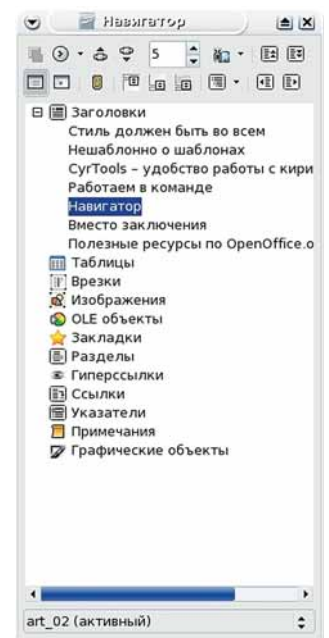 Навигатор
5
Заголовки
Стиль должен быть во всем
Нешаблонно о шаблонах
CyrTools – удобство работы с кири
Работаем в команде
Навигатор
Вместо заключения
Полезные ресурсы по OpenOffice.o
Таблицы
Врезки
Изображения
OLE объекты
Закладки
Разделы
Гиперссылки
Ссылки
Указатели
Примечания
Графические объекты
art_02 (активный)